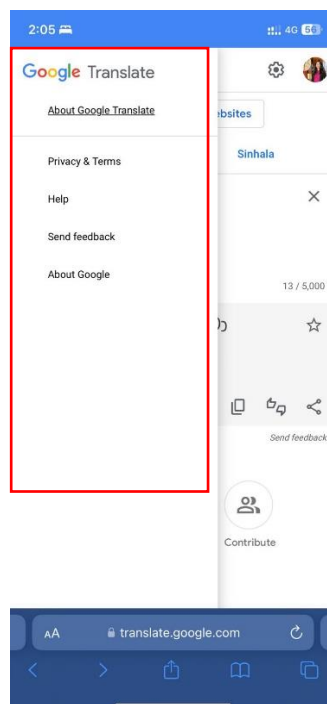 2:05
4G 56
Google Translate
About Google Translate
ebsites
Privacy & Terms
Sinhala
Help
Send feedback
About Google
13 / 5,000
Send feedback
Contribute
AA
translate.google.com